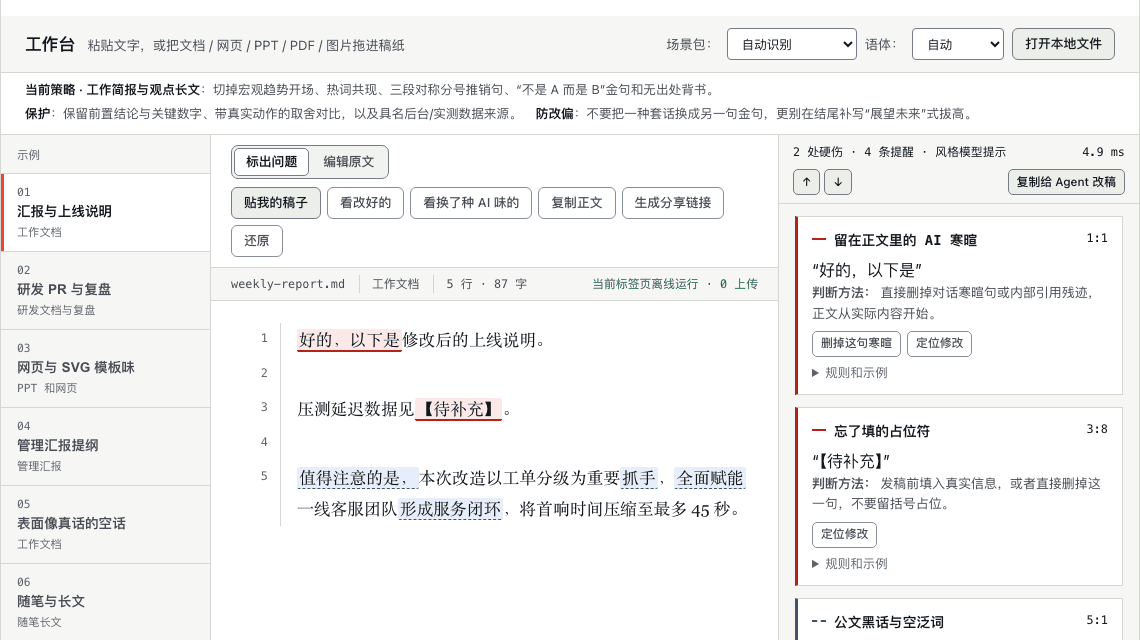 工作台 粘贴文字，或把文档 / 网页 / PPT / PDF / 图片拖进稿纸 场景包： 自动识别 语体： 自动 打开本地文件
当前策略 · 工作简报与观点长文：切掉宏观趋势开场、热词共现、三段对称分号推销句、“不是 A 而是 B”金句和无出处背书。
保护：保留前置结论与关键数字、带真实动作的取舍对比，以及具名后台/实测数据来源。 防改偏：不要把一种套话换成另一句金句，更别在结尾补写“展望未来”式拔高。
示例
01
汇报与上线说明
工作文档
02
研发 PR 与复盘
研发文档与复盘
03
网页与 SVG 模板味
PPT 和网页
04
管理汇报提纲
管理汇报
05
表面像真话的空话
工作文档
06
随笔与长文
随笔长文
标出问题 编辑原文
贴我的稿子 看改好的 看换了种 AI 味的 复制正文 生成分享链接
还原
weekly-report.md 工作文档 5 行 · 87 字 当前标签页离线运行 · 0 上传
1 好的，以下是修改后的上线说明。
2
3 压测延迟数据见【待补充】。
4
5 值得注意的是，本次改造以工单分级为重要抓手，全面赋能
一线客服团队形成服务闭环，将首响时间压缩至最多 45 秒。
2 处硬伤 · 4 条提醒 · 风格模型提示 4.9 ms
↑ ↓ 复制给 Agent 改稿
留在正文里的 AI 寒暄 1:1
“好的，以下是”
判断方法： 直接删掉对话寒暄句或内部引用残迹，
正文从实际内容开始。
删掉这句寒暄 定位修改
▶ 规则和示例
忘了填的占位符 3:8
“【待补充】”
判断方法： 发稿前填入真实信息，或者直接删掉这
一句，不要留括号占位。
定位修改
▶ 规则和示例
公文黑话与空泛词 5:1